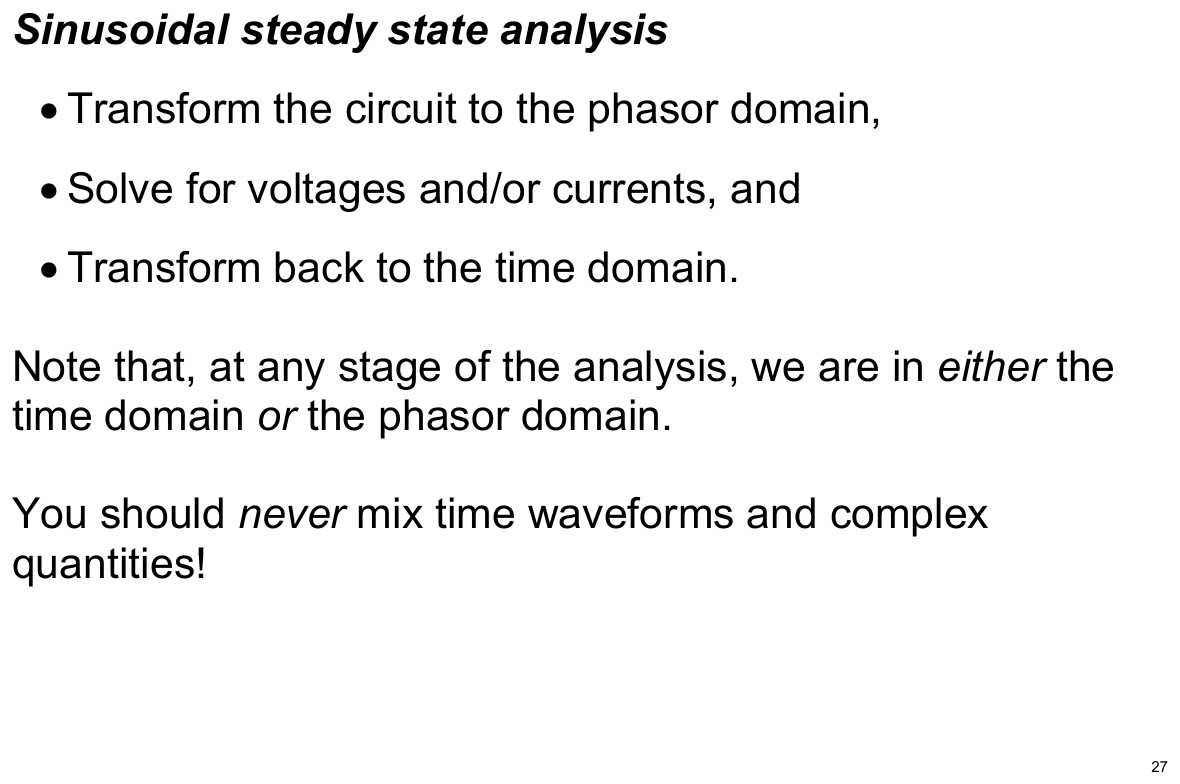 Sinusoidal steady state analysis
• Transform the circuit to the phasor domain,
• Solve for voltages and/or currents, and
• Transform back to the time domain.
Note that, at any stage of the analysis, we are in either the
time domain or the phasor domain.
You should never mix time waveforms and complex
quantities!
27